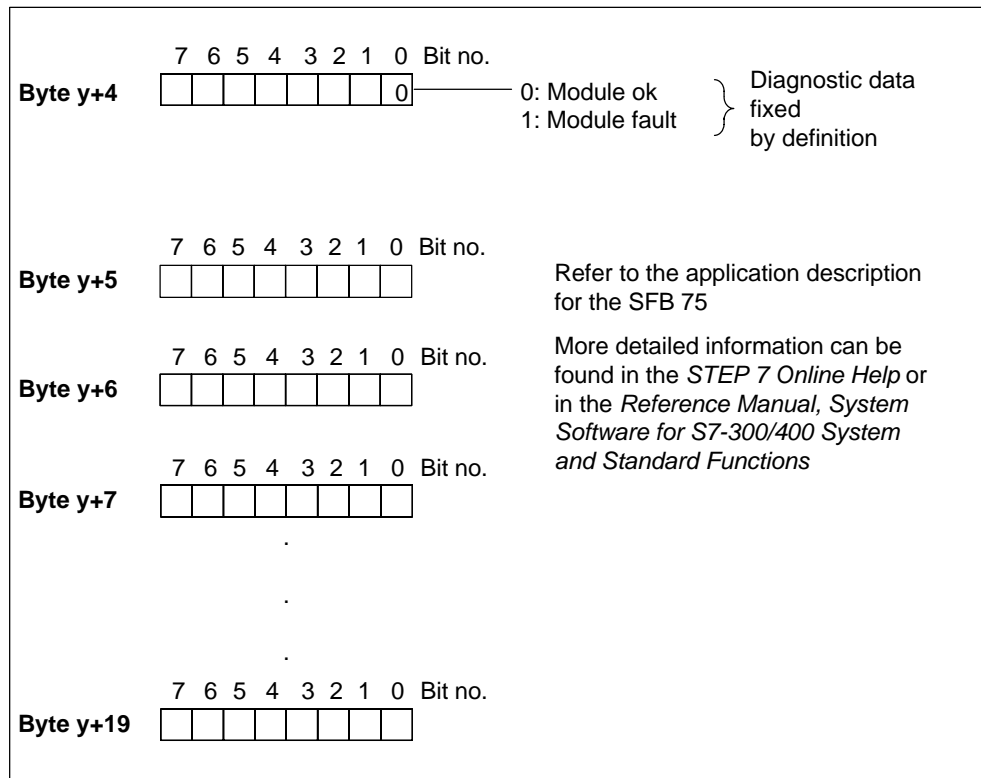 7 6 5 4 3 2 1 0 Bit no.
Byte y+4
0
0: Module ok
1: Module fault
Diagnostic data
fixed
by definition
7 6 5 4 3 2 1 0 Bit no.
Byte y+5
Refer to the application description
for the SFB 75
7 6 5 4 3 2 1 0 Bit no.
Byte y+6
More detailed information can be
found in the STEP 7 Online Help or
in the Reference Manual, System
Software for S7-300/400 System
and Standard Functions
7 6 5 4 3 2 1 0 Bit no.
Byte y+7
.
.
.
7 6 5 4 3 2 1 0 Bit no.
Byte y+19